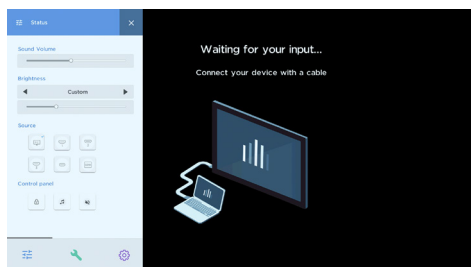 Status
Sound Volume
Brightness
Custom
Source
Control panel
Waiting for your input...
Connect your device with a cable